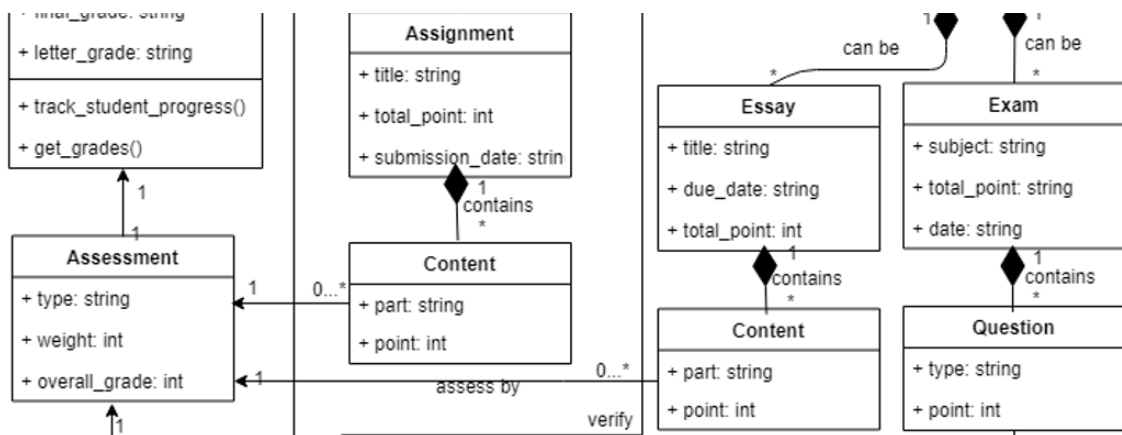 final_grade: string
+ letter_grade: string
+ track_student_progress()
+ get_grades()
1
1
Assessment
+ type: string
+ weight: int
+ overall_grade: int
1
Assignment
+ title: string
+ total_point: int
+ submission_date: strin
1
contains
*
Content
+ part: string
+ point: int
0...*
1
1
can be
*
Essay
+ title: string
+ due_date: string
+ total_point: int
1
contains
*
Content
+ part: string
+ point: int
0...*
1
assess by
verify
1
can be
*
Exam
+ subject: string
+ total_point: string
+ date: string
1
contains
*
Question
+ type: string
+ point: int